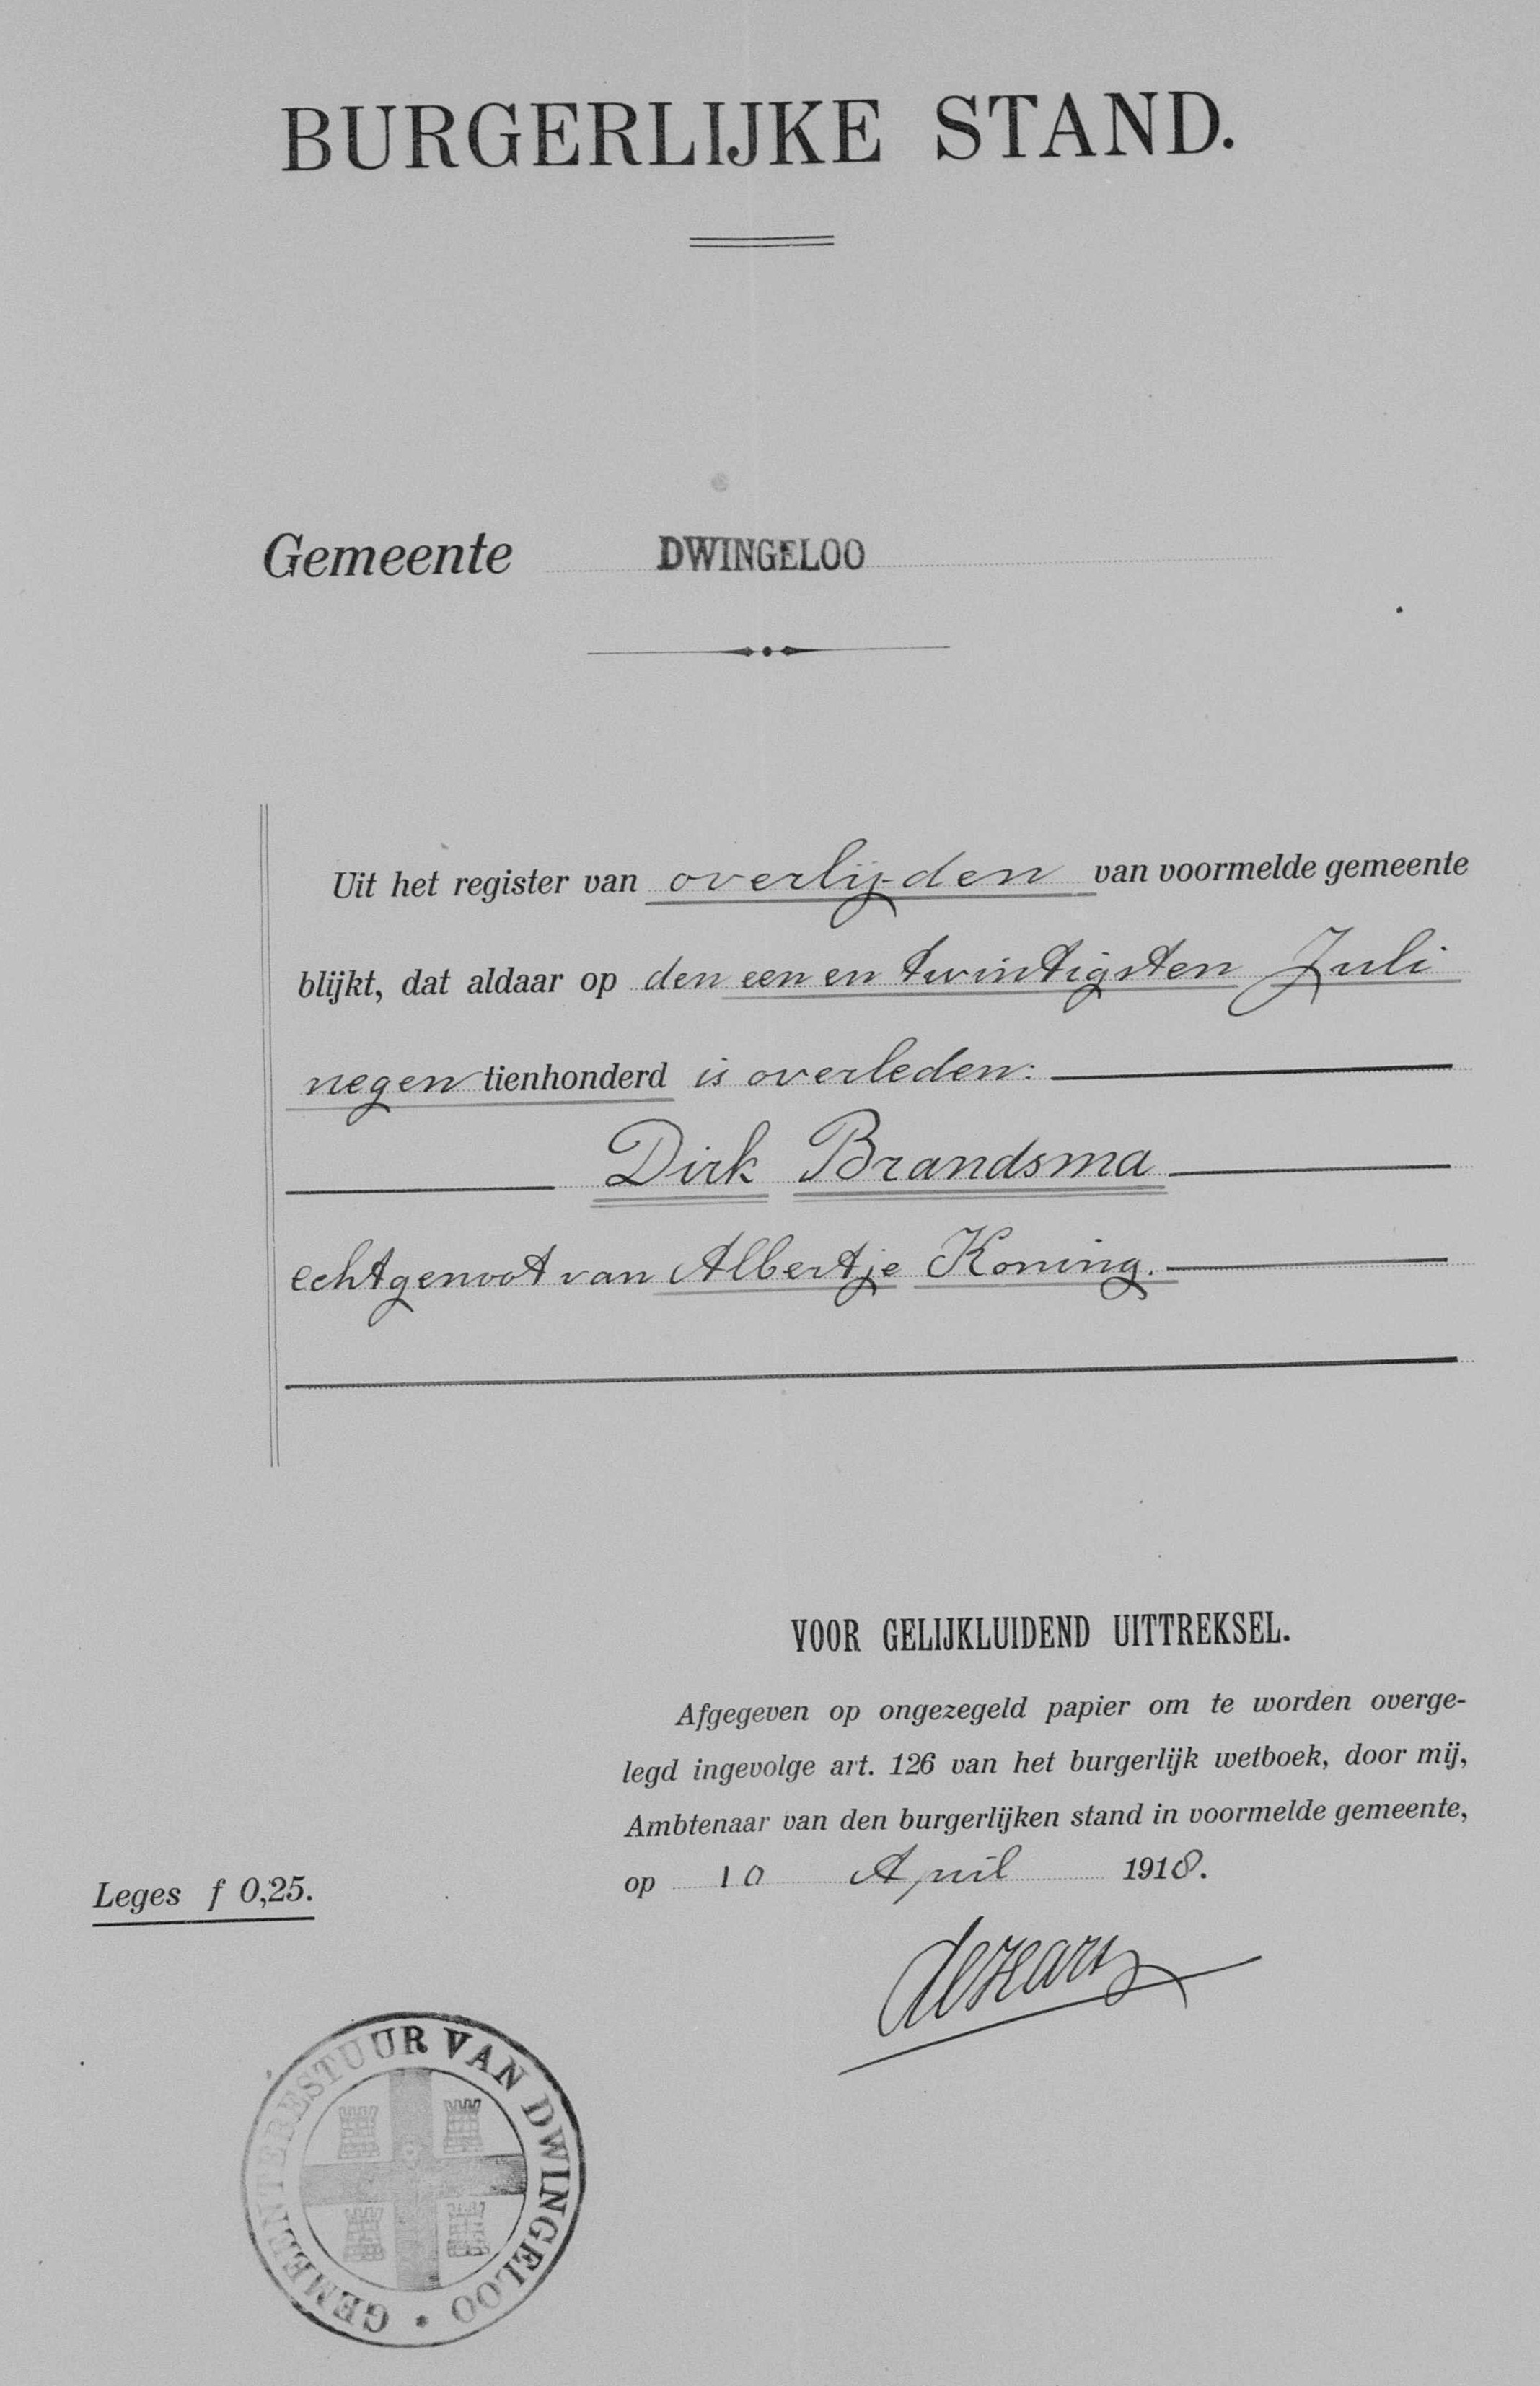 BURGERLIJKE STAND.
Gemeente DWINGELOO
Uit het register van overlijden van voormelde gemeente
blijkt, dat aldaar op den een en twintigsten Juli
negentienhonderd is overleden:
Dirk Brandsma
echtgenoot van Albertje Koning.
VOOR GELIJKLUIDEND UITTREKSEL.
Afgegeven op ongezegeld papier om te worden overge-
legd ingevolge art. 126 van het burgerlijk wetboek, door mij,
Ambtenaar van den burgerlijken stand in voormelde gemeente,
op 10 April 1918.
Leges f 0,25.
GEMEENTEBESTUUR VAN DWINGELOO *